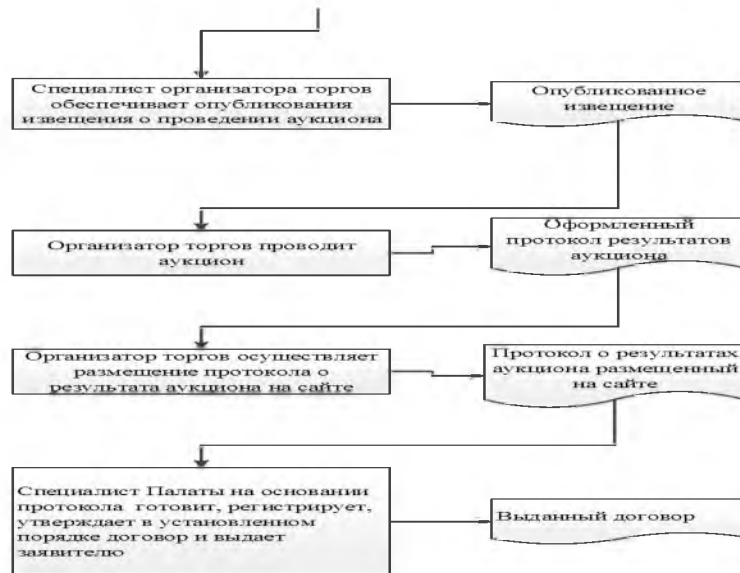 Специалист организатора торгов
обеспечивает опубликования
извещения о проведении аукциона
Опубликованное
извещение
Организатор торгов проводит
аукцион
Оформленный
протокол результатов
аукциона
Организатор торгов осуществляет
размещение протокола о
результата аукциона на сайте
Протокол о результатах
аукциона размещенный
на сайте
Специалист Палаты на основании
протокола готовит, регистрирует,
утверждает в установленном
порядке договор и выдает
заявителю
Выданный договор